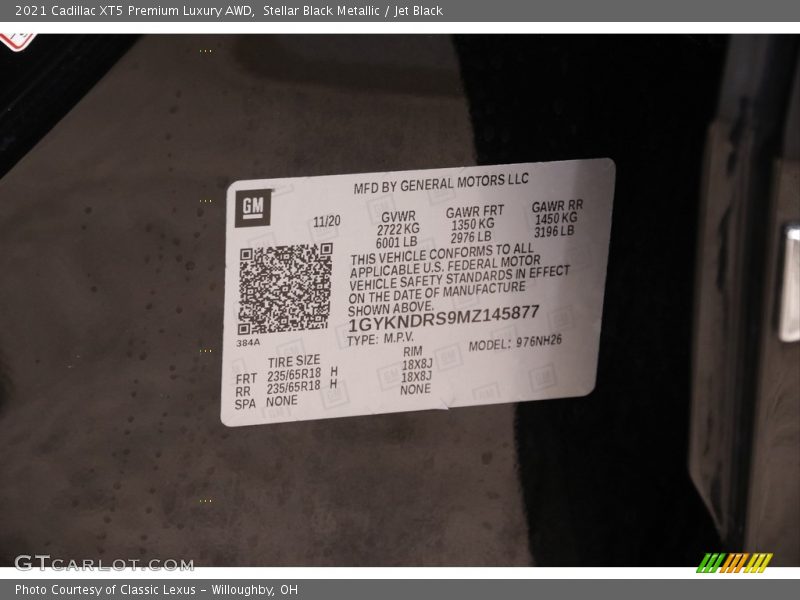 2021 Cadillac XT5 Premium Luxury AWD, Stellar Black Metallic / Jet Black
GM
MFD BY GENERAL MOTORS LLC
11/20
GVWR
2722 KG
6001 LB
GAWR FRT
1350 KG
2976 LB
GAWR RR
1450 KG
3196 LB
THIS VEHICLE CONFORMS TO ALL
APPLICABLE U.S. FEDERAL MOTOR
VEHICLE SAFETY STANDARDS IN EFFECT
ON THE DATE OF MANUFACTURE
SHOWN ABOVE.
384A
1GYKNDRS9MZ145877
TYPE: M.P.V.
MODEL: 976NH26
TIRE SIZE
RIM
FRT 235/65R18 H 18X8J
RR 235/65R18 H 18X8J
SPA NONE NONE
GTCARLOT.COM
Photo Courtesy of Classic Lexus - Willoughby, OH